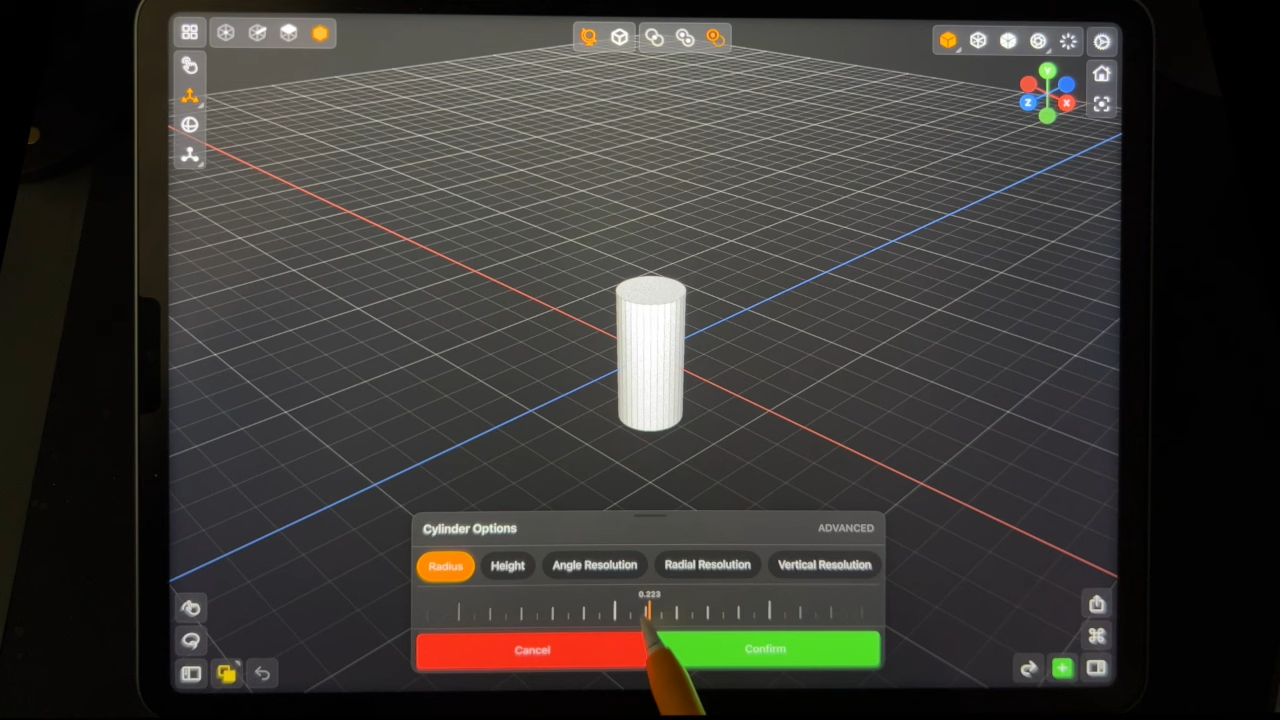 Y
Z
X
Cylinder Options
ADVANCED
Radius
Height
Angle Resolution
Radial Resolution
Vertical Resolution
0.223
Cancel
Confirm